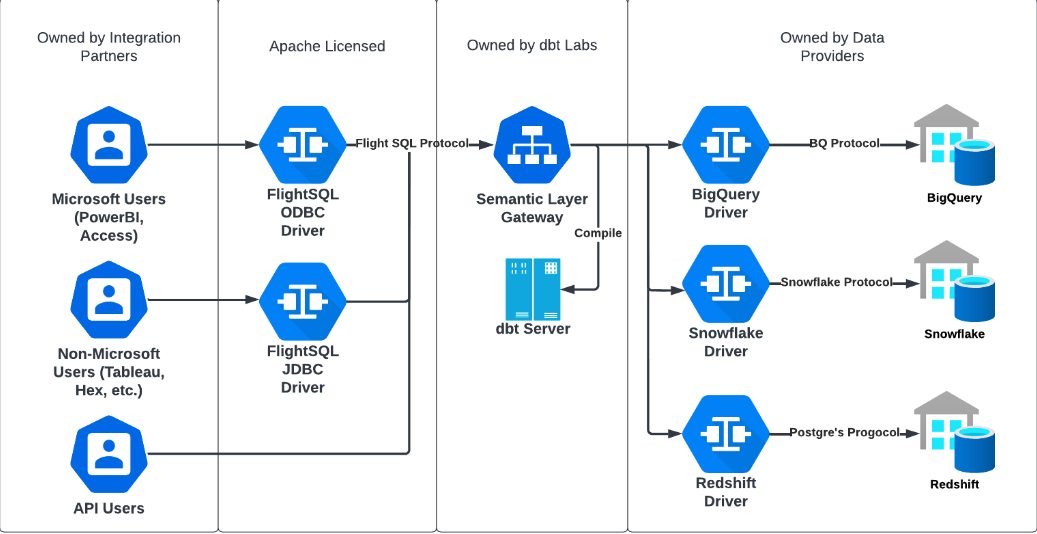 Owned by Integration
Partners
Apache Licensed
Owned by dbt Labs
Owned by Data
Providers
Microsoft Users
(PowerBI,
Access)
FlightSQL
ODBC
Driver
Flight SQL Protocol
Semantic Layer
Gateway
BigQuery
Driver
BQ Protocol
BigQuery
Compile
dbt Server
Non-Microsoft
Users (Tableau,
Hex, etc.)
FlightSQL
JDBC
Driver
Snowflake
Driver
Snowflake Protocol
Snowflake
API Users
Redshift
Driver
Postgre's Progocol
Redshift